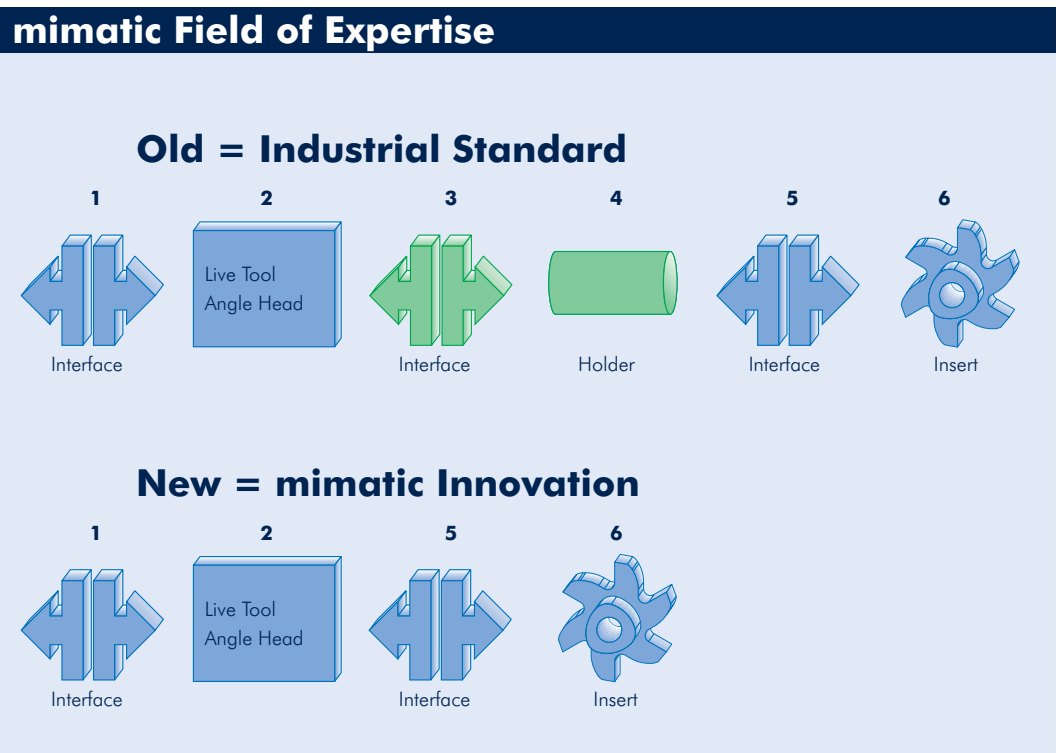 mimatic Field of Expertise
Old = Industrial Standard
1 2 3 4 5 6
Live Tool
Angle Head
Interface Interface Holder Interface Insert
New = mimatic Innovation
1 2 5 6
Live Tool
Angle Head
Interface Interface Insert